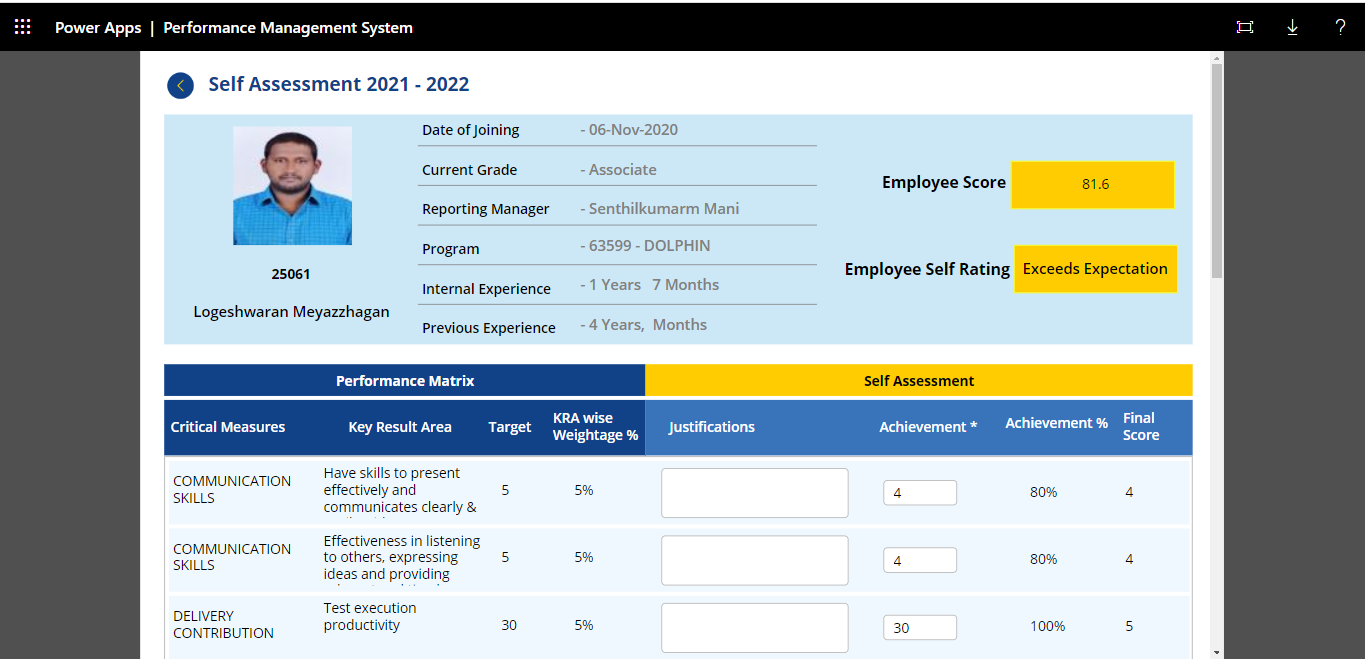 Power Apps | Performance Management System
?
Self Assessment 2021 - 2022
25061
Logeshwaran Meyazzhagan
Date of Joining - 06-Nov-2020
Current Grade - Associate
Reporting Manager - Senthilkumarm Mani
Program - 63599 - DOLPHIN
Internal Experience - 1 Years 7 Months
Previous Experience - 4 Years, Months
Employee Score 81.6
Employee Self Rating Exceeds Expectation
Performance Matrix Self Assessment
Critical Measures Key Result Area Target KRA wise Weightage % Justifications Achievement * Achievement % Final Score
COMMUNICATION SKILLS
Have skills to present
effectively and
communicates clearly &
5 5% 4 80% 4
COMMUNICATION SKILLS
Effectiveness in listening
to others, expressing
ideas and providing
5 5% 4 80% 4
DELIVERY CONTRIBUTION
Test execution
productivity
30 5% 30 100% 5